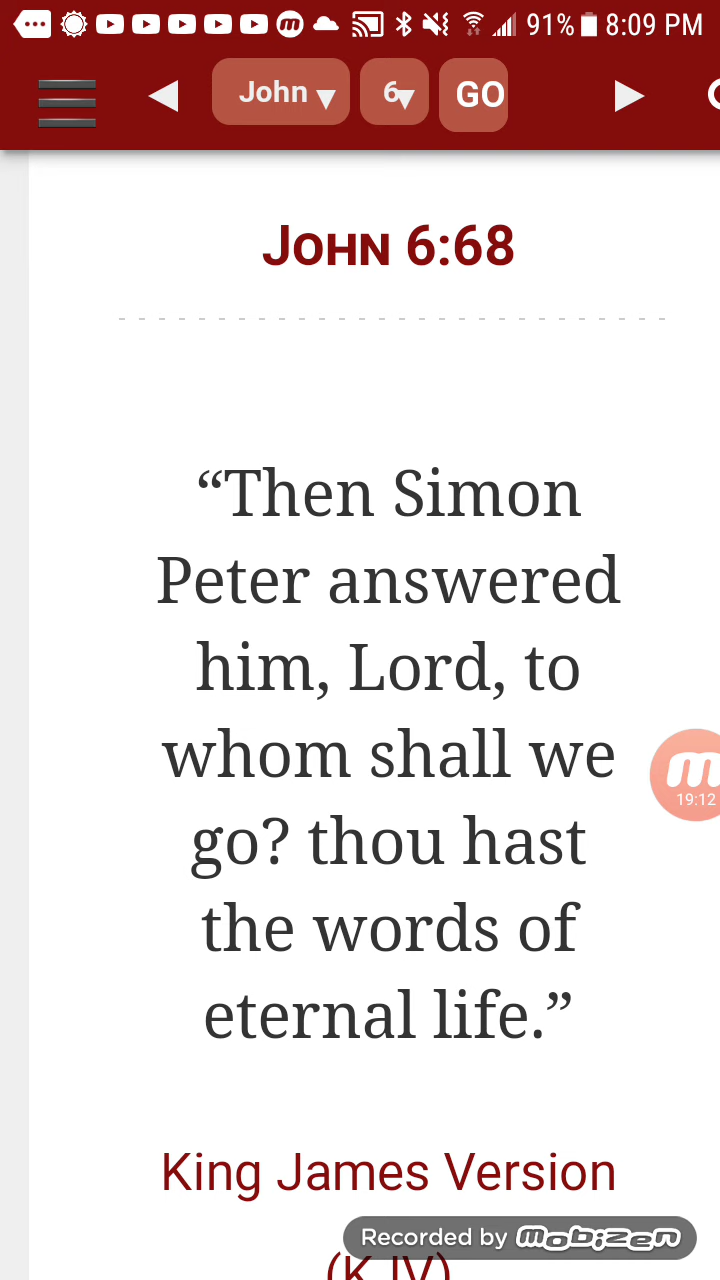 91% 8:09 PM
John 6 GO
JOHN 6:68
“Then Simon
Peter answered
him, Lord, to
whom shall we
go? thou hast
the words of
eternal life.”
19:12
King James Version
(KJV)
Recorded by mobizen